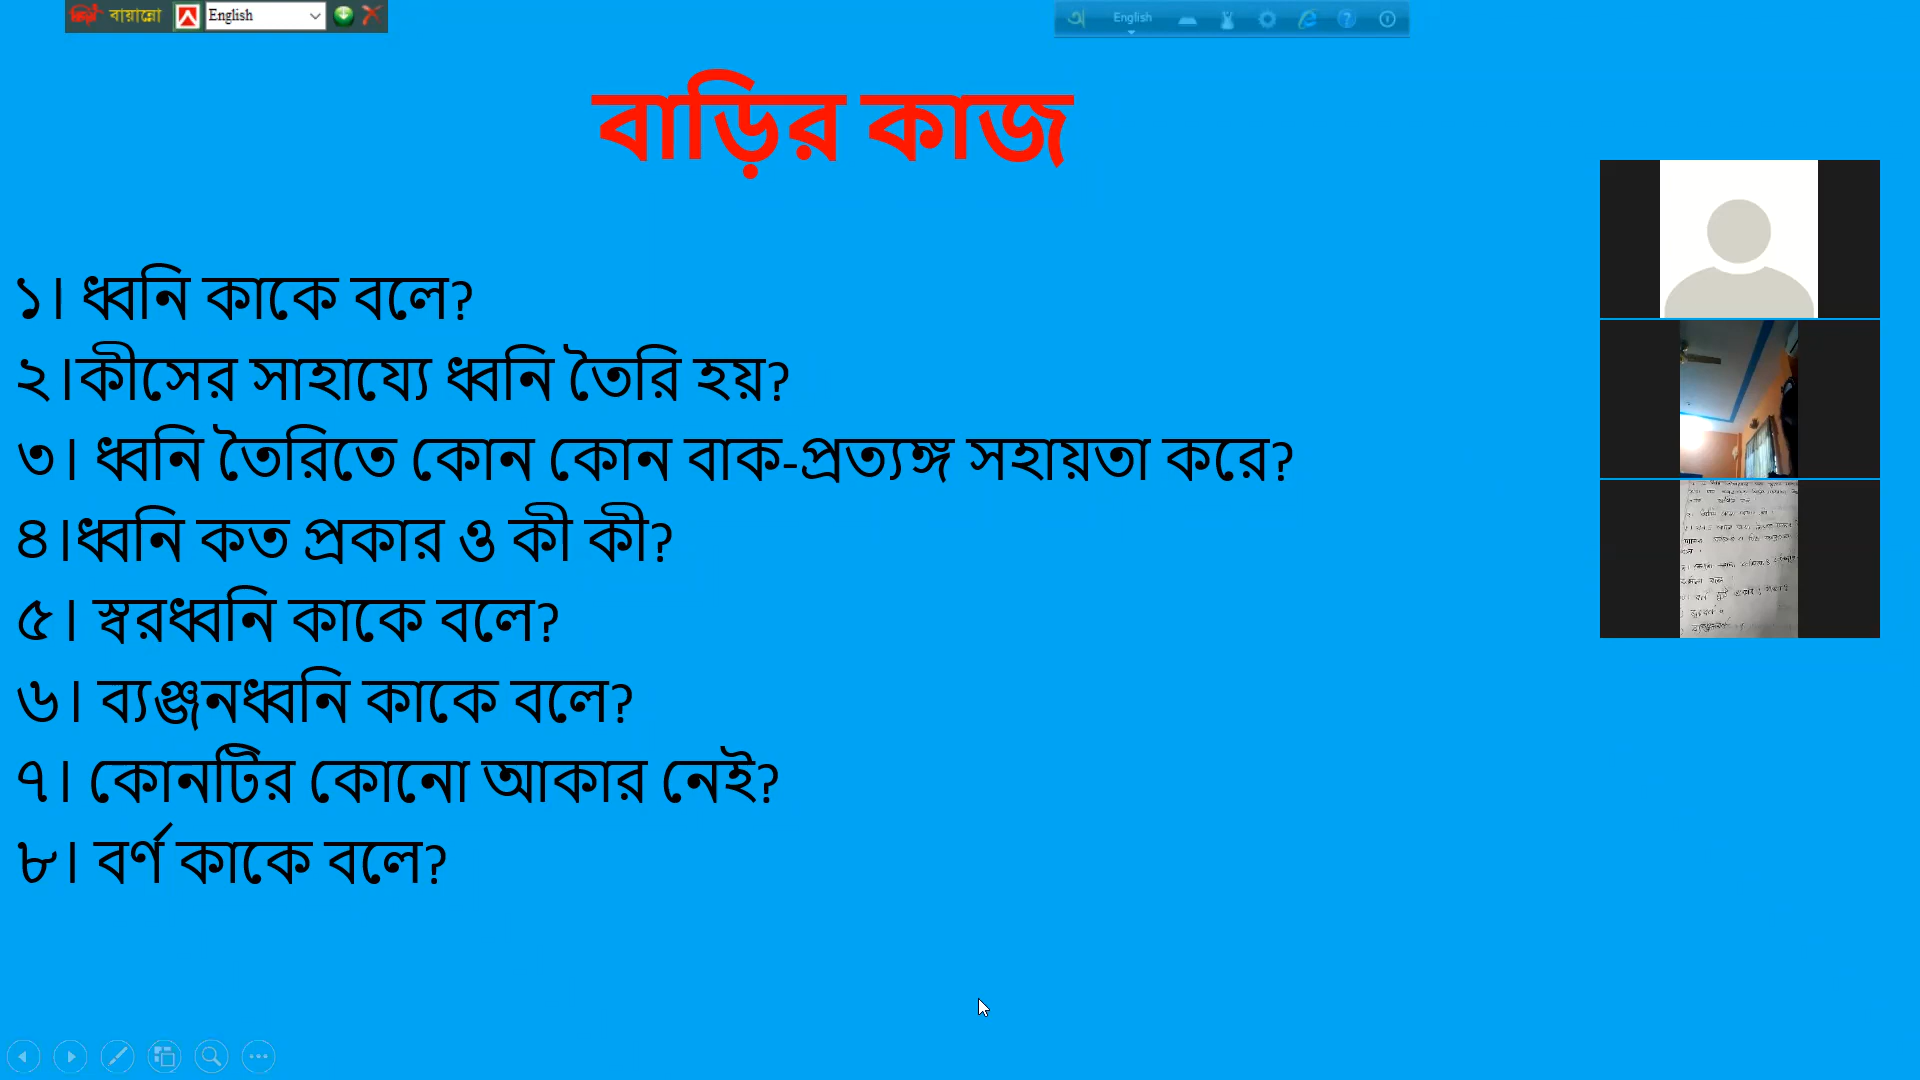 বায়ান্নো
English
English
বাড়ির কাজ
১। ধ্বনি কাকে বলে?
২।কীসের সাহায্যে ধ্বনি তৈরি হয়?
৩। ধ্বনি তৈরিতে কোন কোন বাক-প্রত্যঙ্গ সহায়তা করে?
৪।ধ্বনি কত প্রকার ও কী কী?
৫। স্বরধ্বনি কাকে বলে?
৬। ব্যঞ্জনধ্বনি কাকে বলে?
৭। কোনটির কোনো আকার নেই?
৮। বর্ণ কাকে বলে?